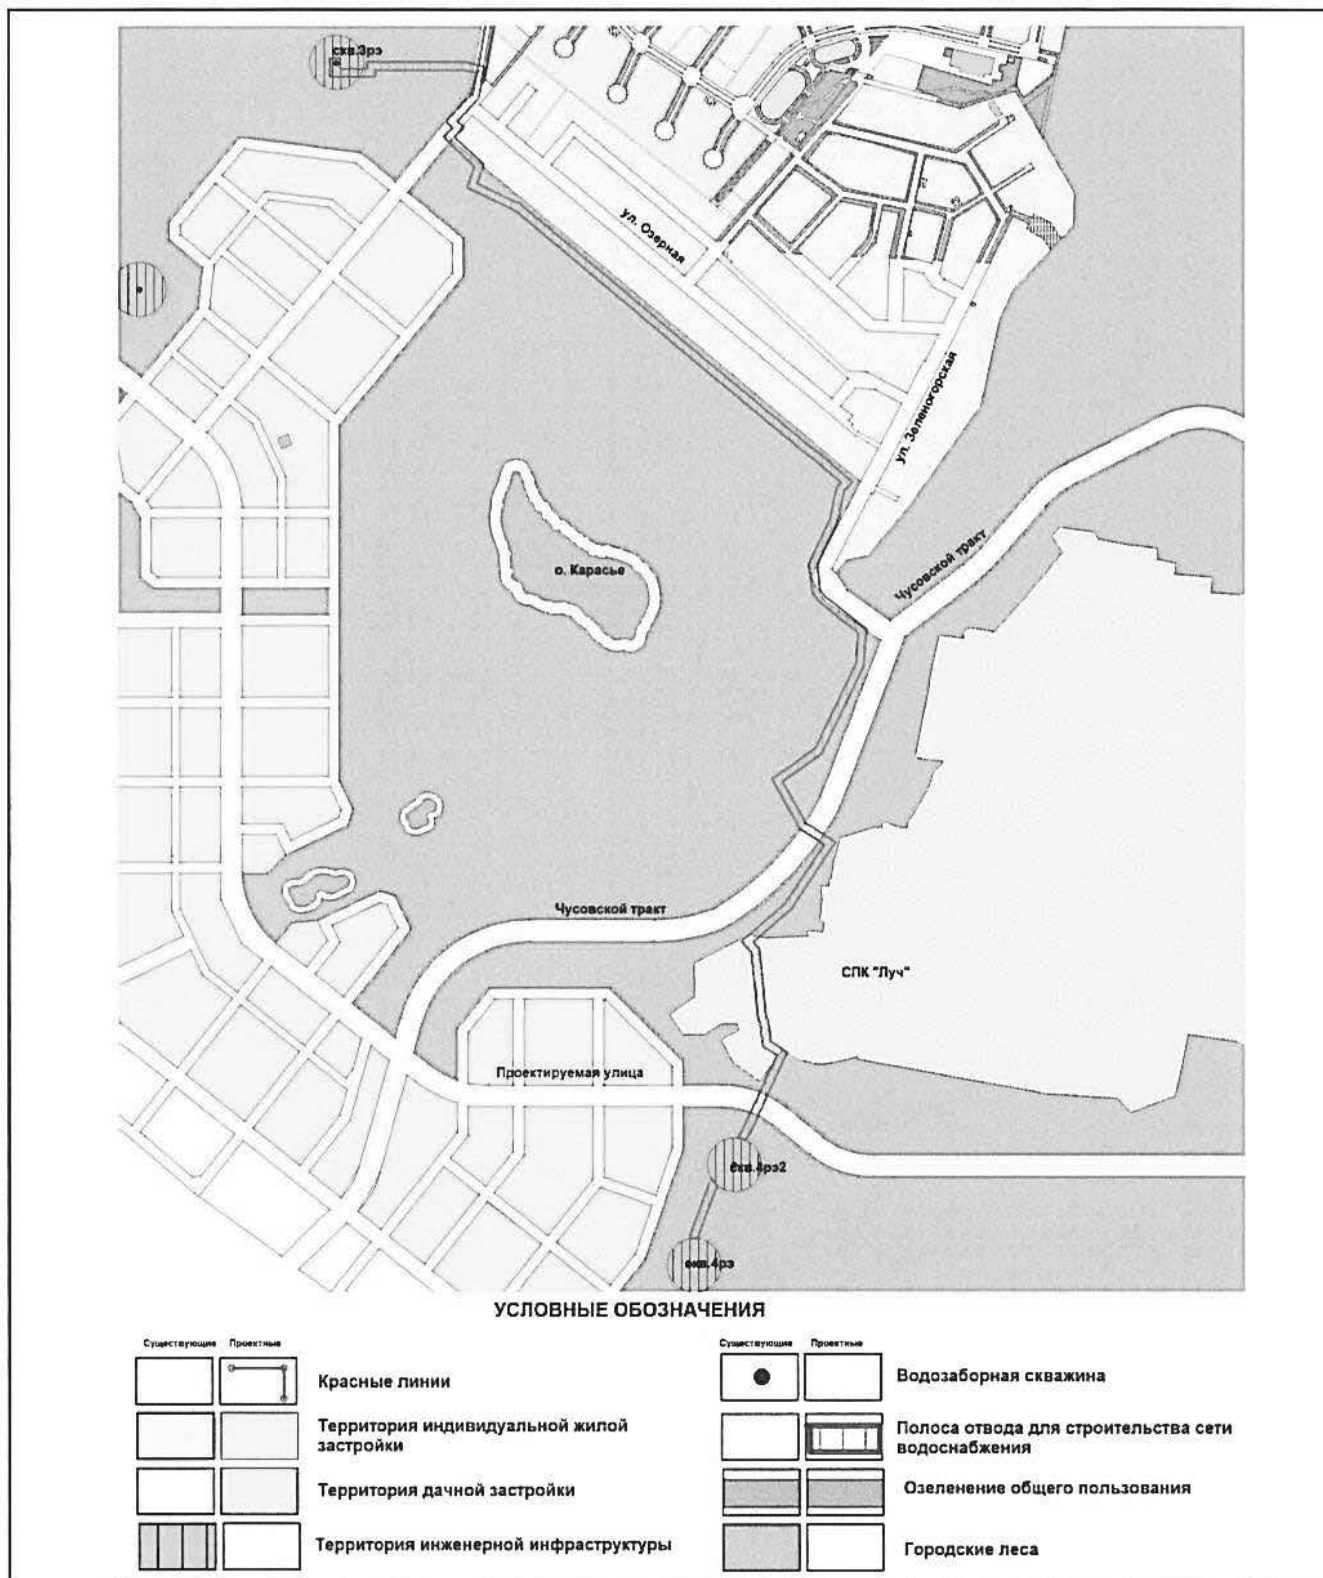 скв.3рэ
ул. Озерная
ул. Зеленогорская
Чусовской тракт
о. Карасье
Чусовской тракт
СПК "Луч"
Проектируемая улица
скв.4рэ2
скв.4рэ
УСЛОВНЫЕ ОБОЗНАЧЕНИЯ
Существующие Проектные
Красные линии
Территория индивидуальной жилой
застройки
Территория дачной застройки
Территория инженерной инфраструктуры
Существующие Проектные
Водозаборная скважина
Полоса отвода для строительства сети
водоснабжения
Озеленение общего пользования
Городские леса